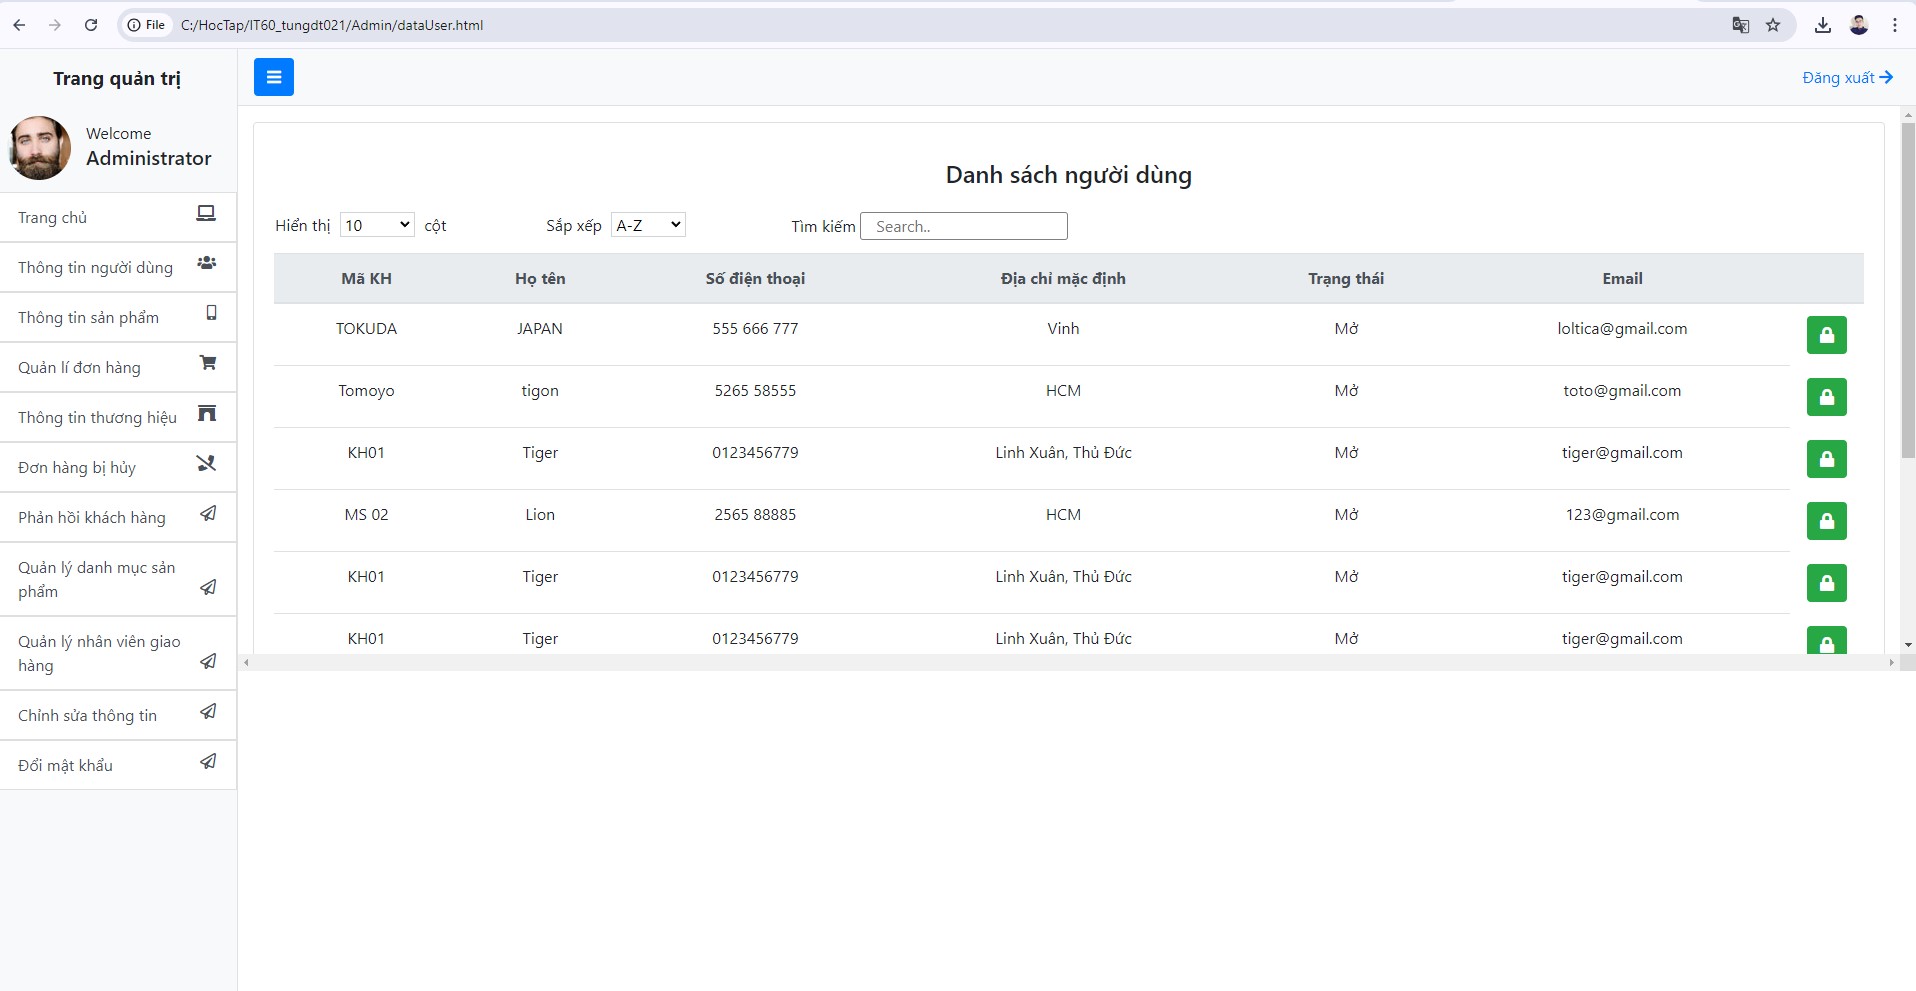 File C:/HocTap/IT60_tungdt021/Admin/dataUser.html
Trang quản trị
Đăng xuất
Welcome
Administrator
Trang chủ
Thông tin người dùng
Thông tin sản phẩm
Quản lí đơn hàng
Thông tin thương hiệu
Đơn hàng bị hủy
Phản hồi khách hàng
Quản lý danh mục sản
phẩm
Quản lý nhân viên giao
hàng
Chỉnh sửa thông tin
Đổi mật khẩu
Danh sách người dùng
Hiển thị 10 cột Sắp xếp A-Z Tìm kiếm Search..
Mã KH Họ tên Số điện thoại Địa chỉ mặc định Trạng thái Email
TOKUDA JAPAN 555 666 777 Vinh Mở loltica@gmail.com
Tomoyo tigon 5265 58555 HCM Mở toto@gmail.com
KH01 Tiger 0123456779 Linh Xuân, Thủ Đức Mở tiger@gmail.com
MS 02 Lion 2565 88885 HCM Mở 123@gmail.com
KH01 Tiger 0123456779 Linh Xuân, Thủ Đức Mở tiger@gmail.com
KH01 Tiger 0123456779 Linh Xuân, Thủ Đức Mở tiger@gmail.com